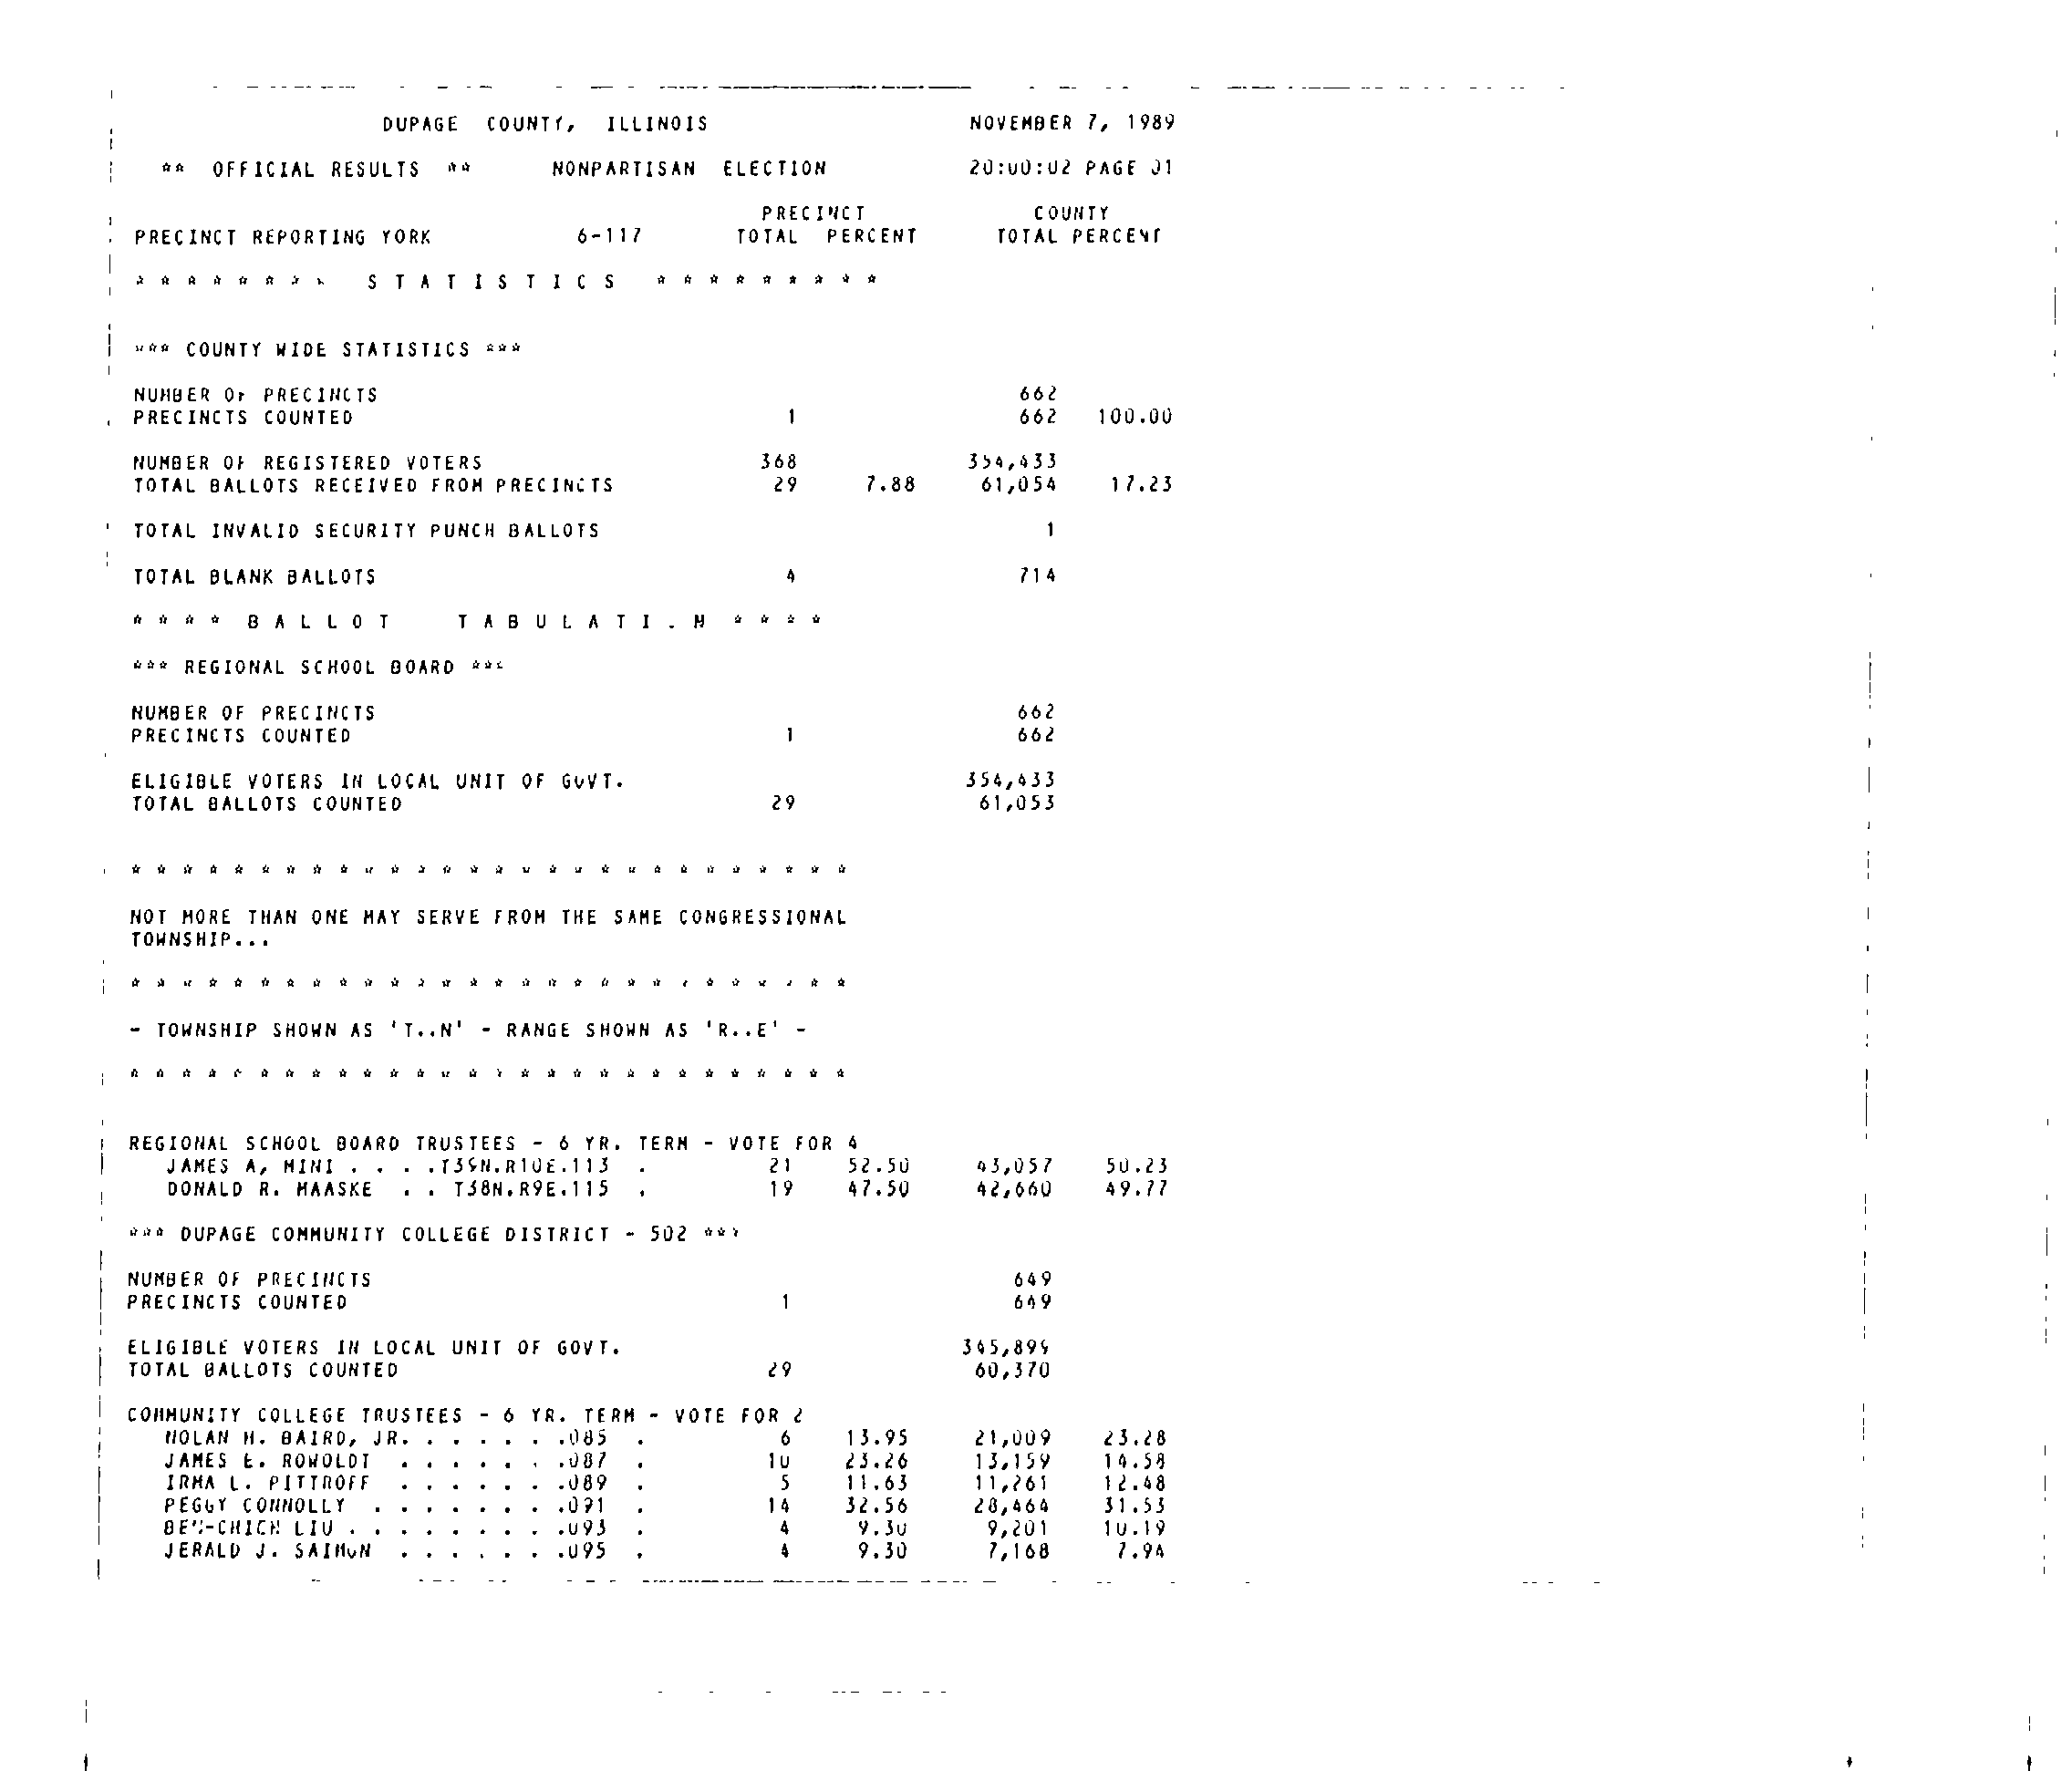 DUPAGE COUNTY, ILLINOIS NOVEMBER 7, 1989
** OFFICIAL RESULTS ** NONPARTISAN ELECTION 20:00:02 PAGE 01
PRECINCT COUNTY
PRECINCT REPORTING YORK 6-117 TOTAL PERCENT TOTAL PERCENT
* * * * * * * * S T A T I S T I C S * * * * * * * * *
*** COUNTY WIDE STATISTICS ***
NUMBER OF PRECINCTS 662
PRECINCTS COUNTED 1 662 100.00
NUMBER OF REGISTERED VOTERS 368 354,433
TOTAL BALLOTS RECEIVED FROM PRECINCTS 29 7.88 61,054 17.23
TOTAL INVALID SECURITY PUNCH BALLOTS 1
TOTAL BLANK BALLOTS 4 714
* * * * B A L L O T T A B U L A T I . N * * * *
*** REGIONAL SCHOOL BOARD ***
NUMBER OF PRECINCTS 662
PRECINCTS COUNTED 1 662
ELIGIBLE VOTERS IN LOCAL UNIT OF GOVT. 354,433
TOTAL BALLOTS COUNTED 29 61,053
* * * * * * * * * * * * * * * * * * * * * * * * * * * *
NOT MORE THAN ONE MAY SERVE FROM THE SAME CONGRESSIONAL
TOWNSHIP...
* * * * * * * * * * * * * * * * * * * * * * * * * * * *
- TOWNSHIP SHOWN AS 'T..N' - RANGE SHOWN AS 'R..E' -
* * * * * * * * * * * * * * * * * * * * * * * * * * * *
REGIONAL SCHOOL BOARD TRUSTEES - 6 YR. TERM - VOTE FOR 4
JAMES A, MINI . . . .T39N.R10E.113 . 21 52.50 43,057 50.23
DONALD R. MAASKE . . T38N.R9E.115 . 19 47.50 42,660 49.77
*** DUPAGE COMMUNITY COLLEGE DISTRICT - 502 ***
NUMBER OF PRECINCTS 649
PRECINCTS COUNTED 1 649
ELIGIBLE VOTERS IN LOCAL UNIT OF GOVT. 345,899
TOTAL BALLOTS COUNTED 29 60,370
COMMUNITY COLLEGE TRUSTEES - 6 YR. TERM - VOTE FOR 2
NOLAN H. BAIRD, JR. . . . . . .085 . 6 13.95 21,009 23.28
JAMES E. ROWOLDT . . . . . . .087 . 10 23.26 13,159 14.58
IRMA L. PITTROFF . . . . . . .089 . 5 11.63 11,261 12.48
PEGGY CONNOLLY . . . . . . . .091 . 14 32.56 28,464 31.53
BEN-CHICH LIU . . . . . . . . .093 . 4 9.30 9,201 10.19
JERALD J. SAIMON . . . . . . .095 . 4 9.30 7,168 7.94